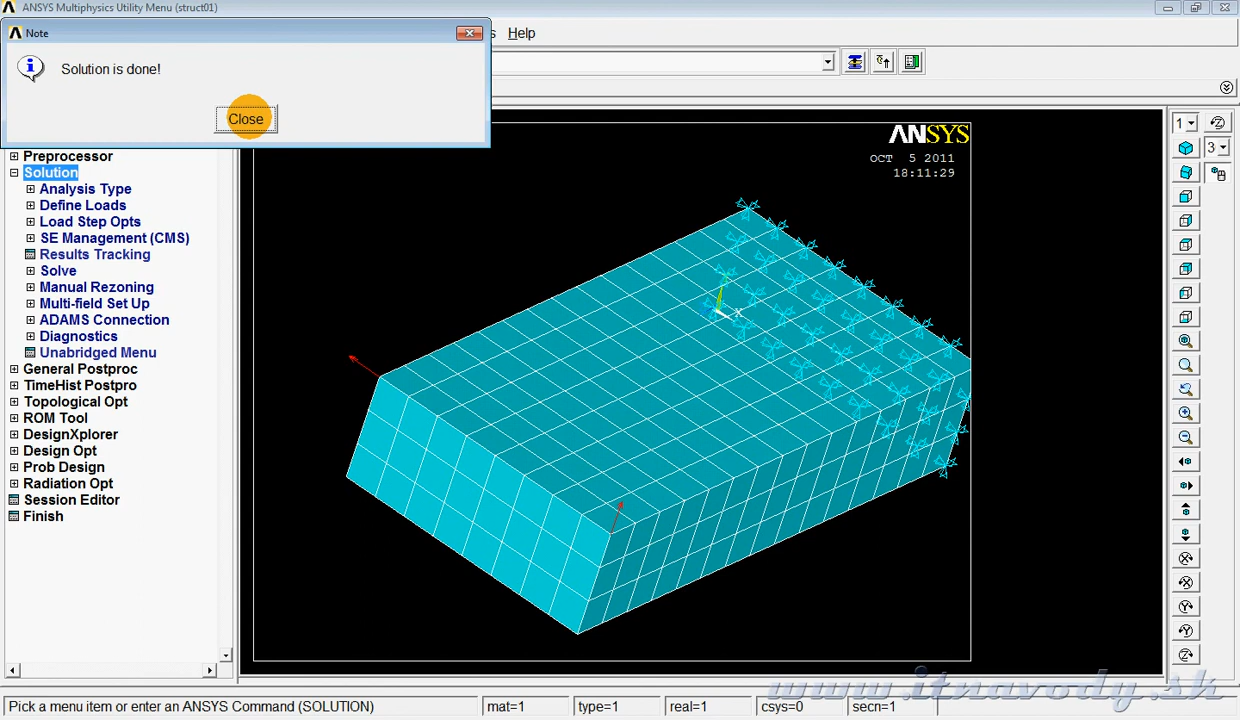 ANSYS Multiphysics Utility Menu (struct01)
Note
s Help
Solution is done!
Close
Preprocessor
Solution
Analysis Type
Define Loads
Load Step Opts
SE Management (CMS)
Results Tracking
Solve
Manual Rezoning
Multi-field Set Up
ADAMS Connection
Diagnostics
Unabridged Menu
General Postproc
TimeHist Postpro
Topological Opt
ROM Tool
DesignXplorer
Design Opt
Prob Design
Radiation Opt
Session Editor
Finish
ANSYS
OCT 5 2011
18:11:29
X
1
3
www.itnavody.sk
Pick a menu item or enter an ANSYS Command (SOLUTION)
mat=1
type=1
real=1
csys=0
secn=1